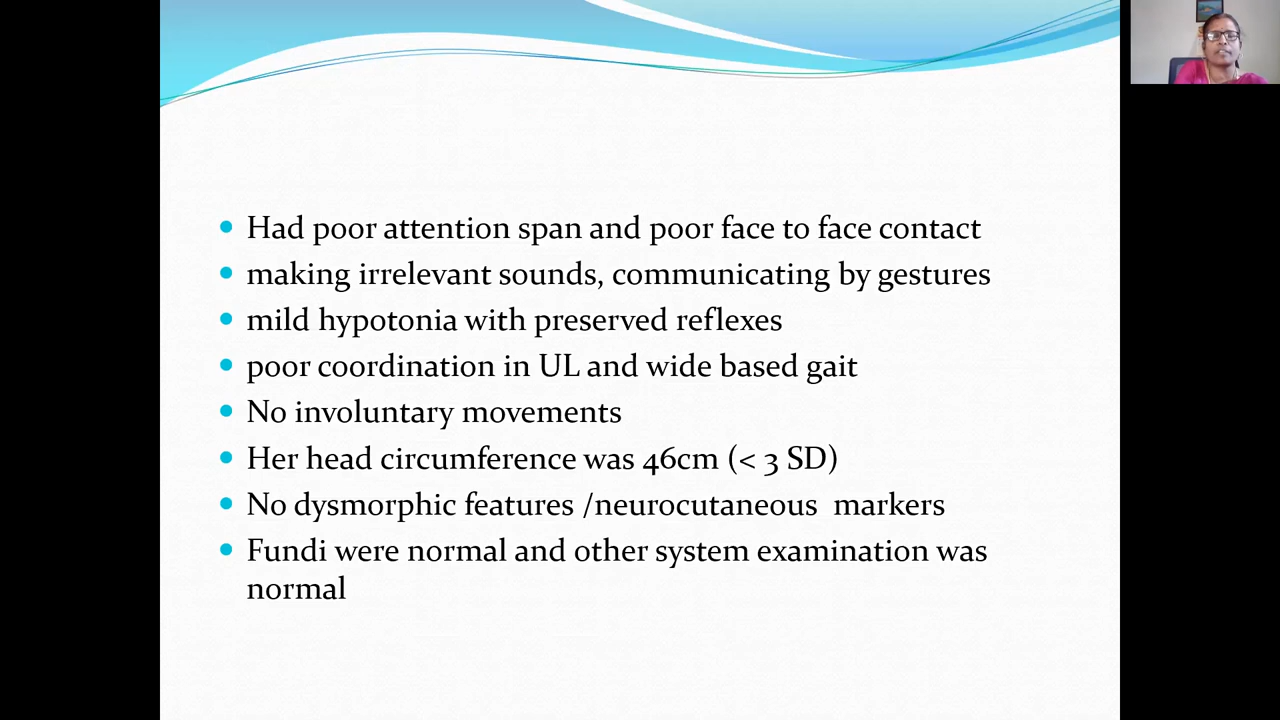 Had poor attention span and poor face to face contact
making irrelevant sounds, communicating by gestures
mild hypotonia with preserved reflexes
poor coordination in UL and wide based gait
No involuntary movements
Her head circumference was 46cm (< 3 SD)
No dysmorphic features /neurocutaneous  markers
Fundi were normal and other system examination was
normal